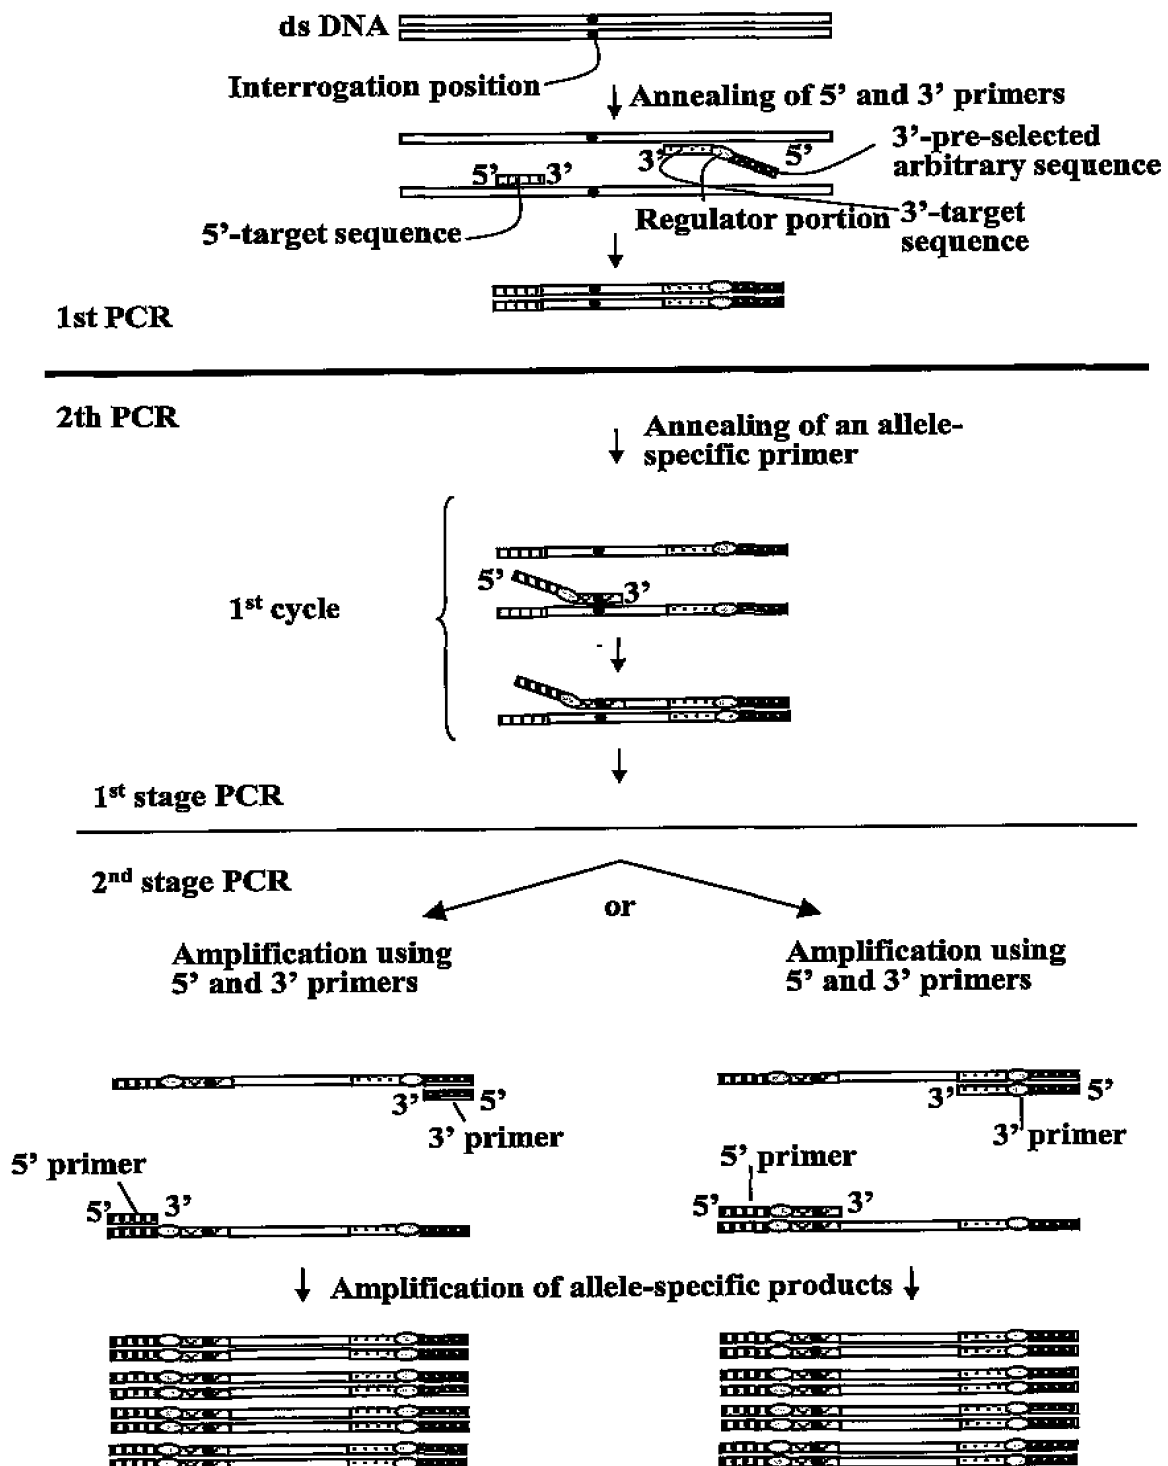 ds DNA
Interrogation position
Annealing of 5’ and 3’ primers
3’-pre-selected
arbitrary sequence
3’
5’
5’
3’
Regulator portion
3’-target
sequence
5’-target sequence
1st PCR
2th PCR
Annealing of an allele-
specific primer
5’
3’
1st cycle
1st stage PCR
2nd stage PCR
or
Amplification using
5’ and 3’ primers
Amplification using
5’ and 3’ primers
3’
5’
3’ primer
5’ primer
5’
3’
3’
5’
3’ primer
5’ primer
5’
3’
Amplification of allele-specific products